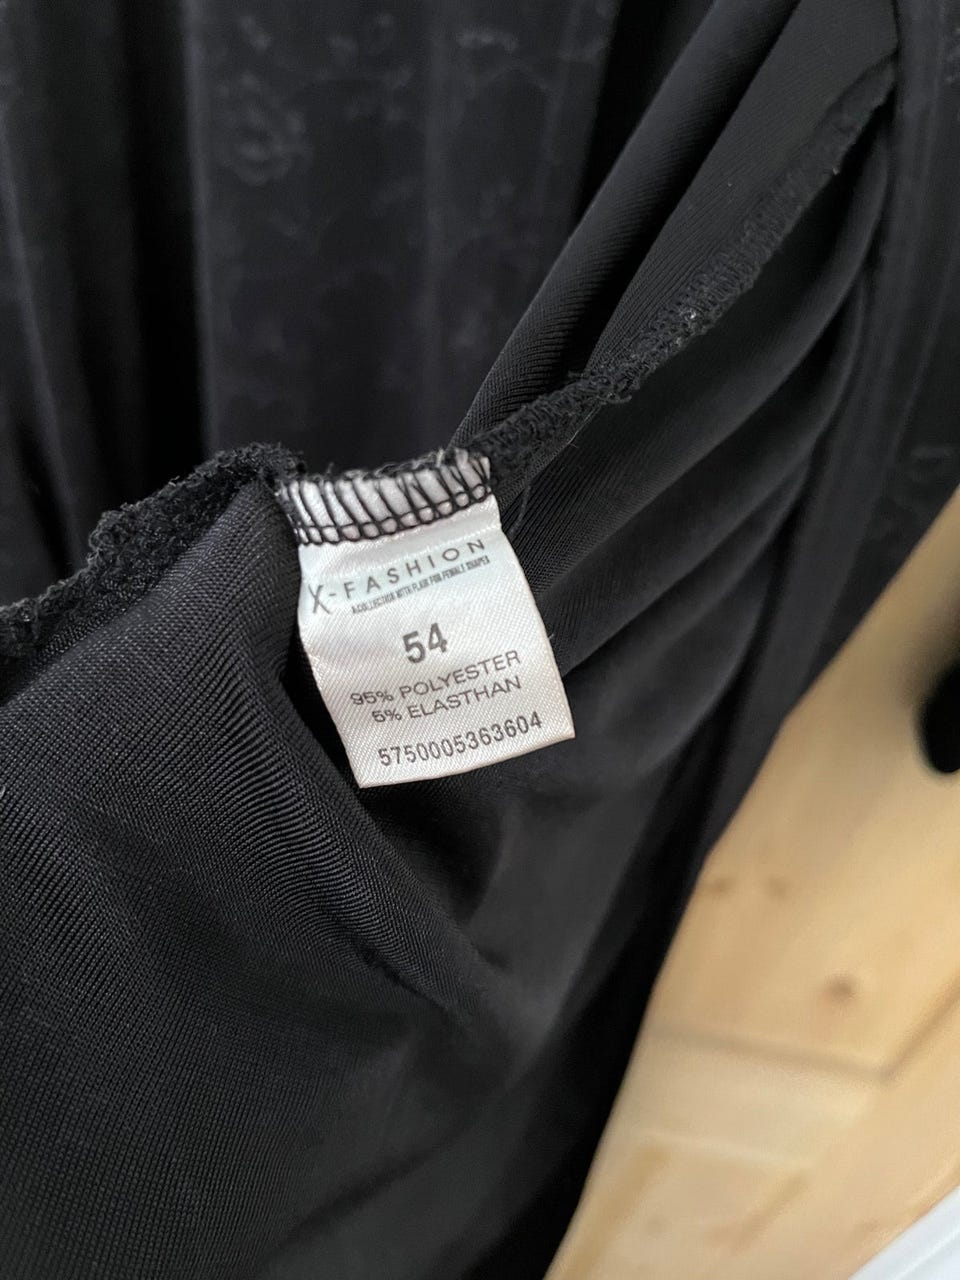 X-FASHION
A COLLECTION WITH FLAIR FOR FEMALE SHAPES
54
95% POLYESTER
5% ELASTHAN
5750005363604